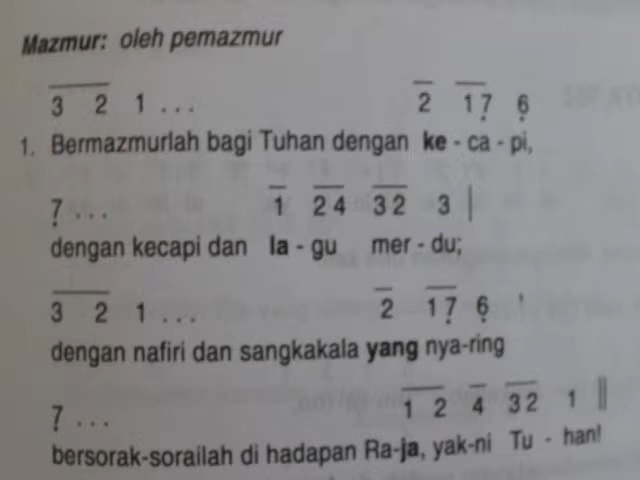 Mazmur: oleh pemazmur
3 2 1 ... 2 1 7̣ 6̣
1. Bermazmurlah bagi Tuhan dengan ke - ca - pi,
7̣ ... 1 2 4 3 2 3 |
dengan kecapi dan la - gu mer - du;
3 2 1 ... 2 1 7̣ 6̣ '
dengan nafiri dan sangkakala yang nya-ring
7̣ ... 1 2 4 3 2 1 ||
bersorak-sorailah di hadapan Ra-ja, yak-ni Tu - han!